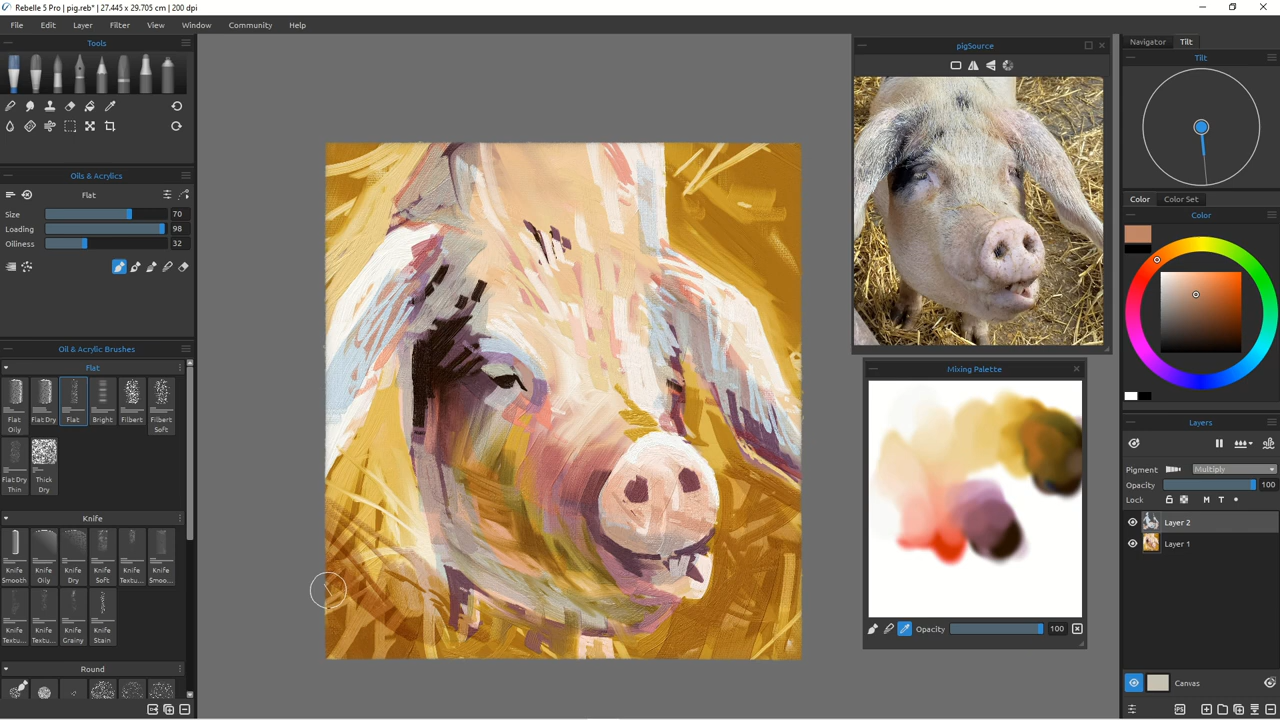 Rebelle 5 Pro | pig.reb* | 27.445 x 29.705 cm | 200 dpi
File Edit Layer Filter View Window Community Help
Tools
Oils & Acrylics
Flat
Size 70
Loading 98
Oiliness 32
Oil & Acrylic Brushes
Flat
Flat Oily
Flat Dry
Flat
Bright
Filbert
Filbert Soft
Flat Dry Thin
Thick Dry
Knife
Knife Smooth
Knife Oily
Knife Dry
Knife Soft
Knife Textu...
Knife Smoo...
Knife Textu...
Knife Textu...
Knife Grainy
Knife Stain
Round
pigSource
Mixing Palette
Opacity 100
Navigator Tilt
Tilt
Color Color Set
Color
Layers
Pigment Multiply
Opacity 100
Lock M T
Layer 2
Layer 1
Canvas
PS